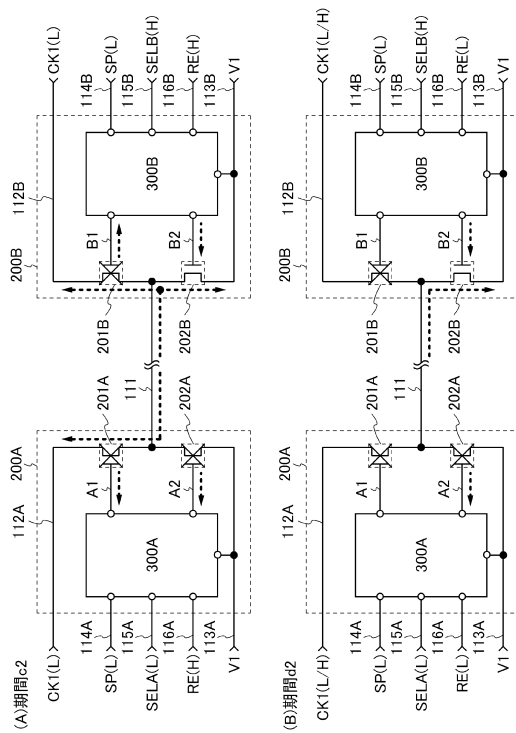 (A)期間c2
200A
112A
CK1(L)
114A
SP(L)
115A
SELA(L)
116A
RE(H)
113A
V1
300A
A1
A2
201A
202A
111
200B
112B
201B
202B
B1
B2
300B
CK1(L)
114B
SP(L)
115B
SELB(H)
116B
RE(H)
113B
V1
(B)期間d2
200A
112A
CK1(L/H)
114A
SP(L)
115A
SELA(L)
116A
RE(L)
113A
V1
300A
A1
A2
201A
202A
111
200B
112B
201B
202B
B1
B2
300B
CK1(L/H)
114B
SP(L)
115B
SELB(H)
116B
RE(L)
113B
V1